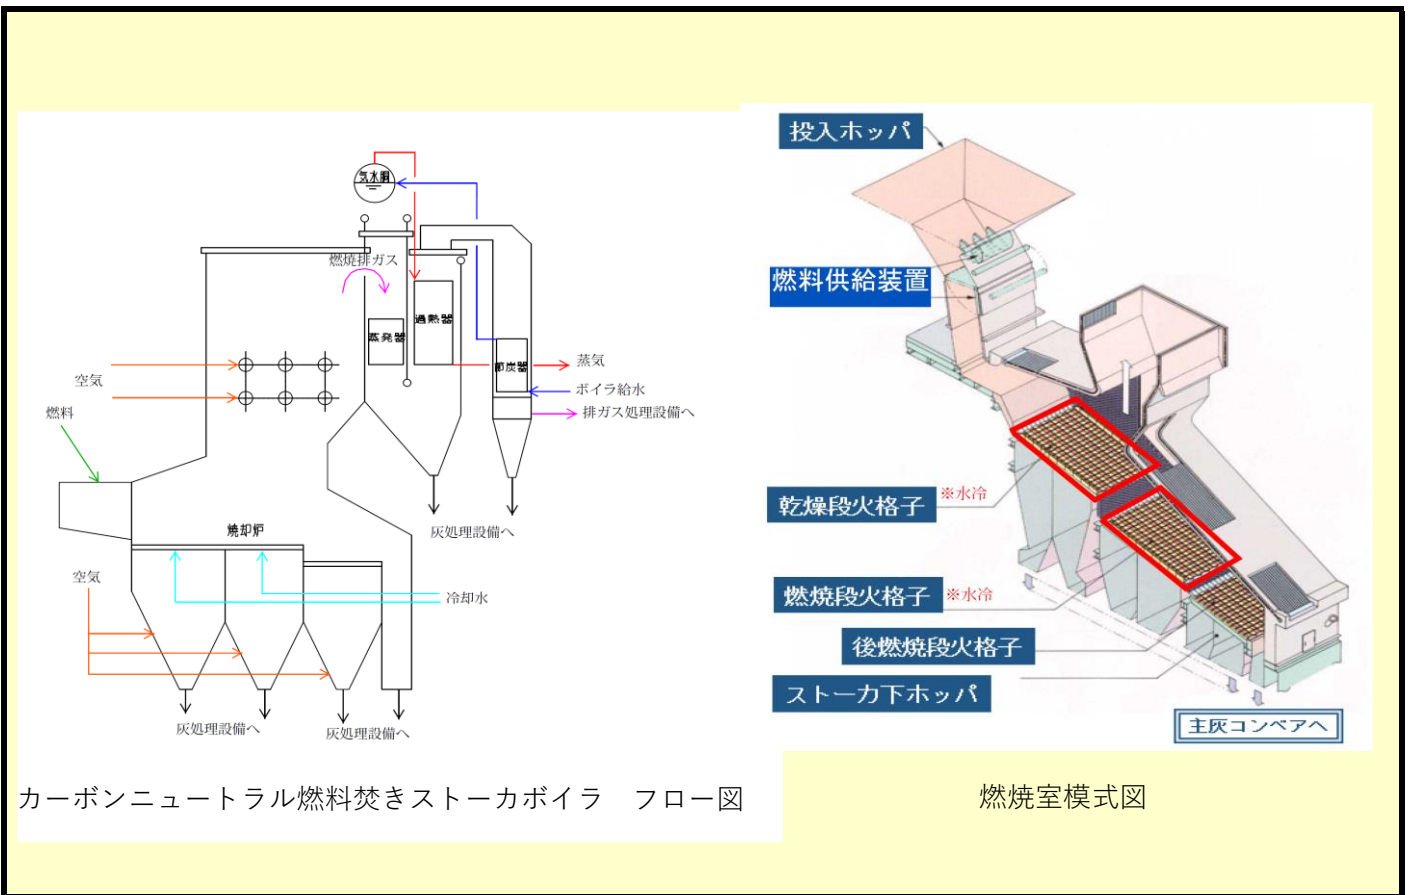 気水胴
燃焼排ガス
過熱器
蒸発器
節炭器
蒸気
ボイラ給水
排ガス処理設備へ
空気
燃料
灰処理設備へ
焼却炉
空気
冷却水
灰処理設備へ
灰処理設備へ
カーボンニュートラル燃料焚きストーカボイラ　フロー図
投入ホッパ
燃料供給装置
乾燥段火格子
※水冷
燃焼段火格子
※水冷
後燃焼段火格子
ストーカ下ホッパ
主灰コンベアへ
燃焼室模式図